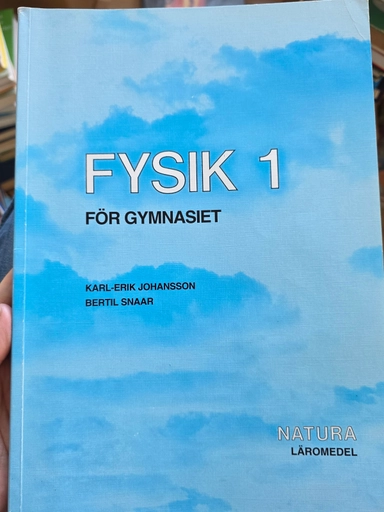 FYSIK 1
FÖR GYMNASIET
KARL-ERIK JOHANSSON
BERTIL SNAAR
NATURA
LÄROMEDEL